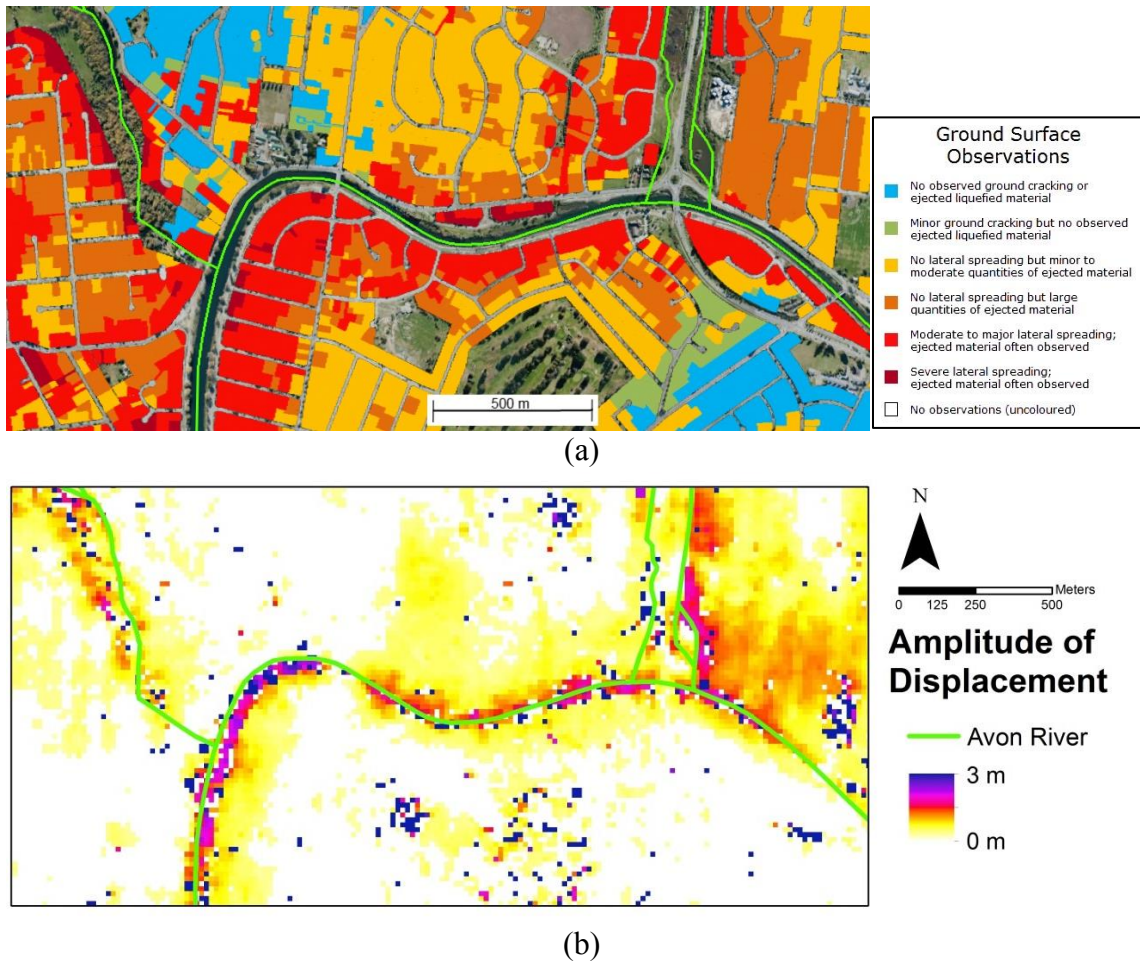 Ground Surface
Observations
No observed ground cracking or
ejected liquefied material
Minor ground cracking but no observed
ejected liquefied material
No lateral spreading but minor to
moderate quantities of ejected material
No lateral spreading but large
quantities of ejected material
Moderate to major lateral spreading;
ejected material often observed
Severe lateral spreading;
ejected material often observed
No observations (uncoloured)
500 m
(a)
N
Meters
0 125 250 500
Amplitude of
Displacement
Avon River
3 m
0 m
(b)